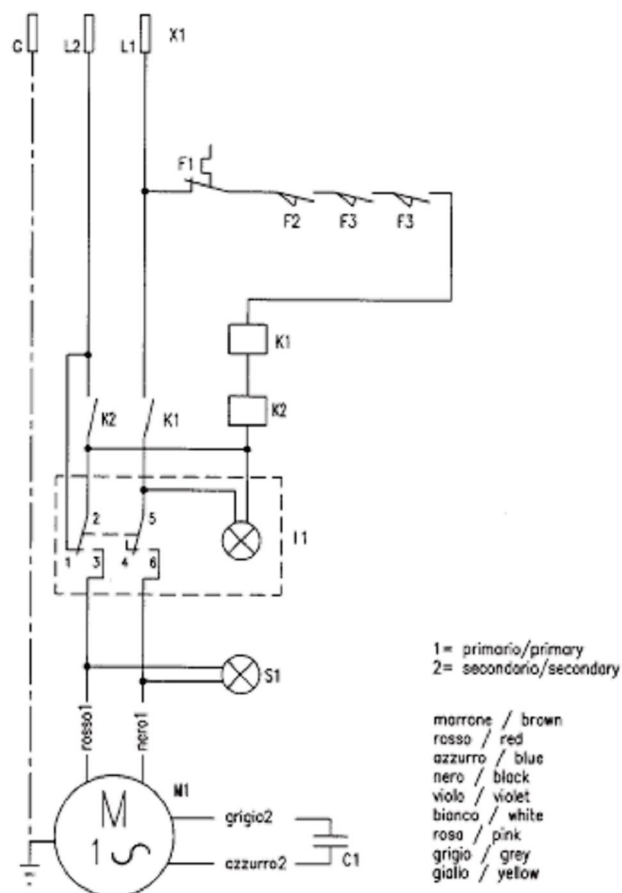 G L2 L1 X1
F1
F2 F3 F3
K1
K2
K2 K1
2 5
I1
1 3 4 6
S1
rosso1 nero1
M1
M
1
grigio2
azzurro2
C1
1= primario/primary
2= secondario/secondary
marrone / brown
rosso / red
azzurro / blue
nero / black
viola / violet
bianco / white
rosa / pink
grigio / grey
giallo / yellow